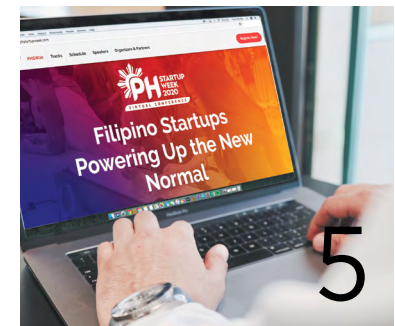 PHSW2020 Tracks Schedule Speakers Organizers & Partners
Register Now
PH STARTUP
WEEK
2020
VIRTUAL CONFERENCE
Filipino Startups
Powering Up the New
Normal
MacBook Pro
5